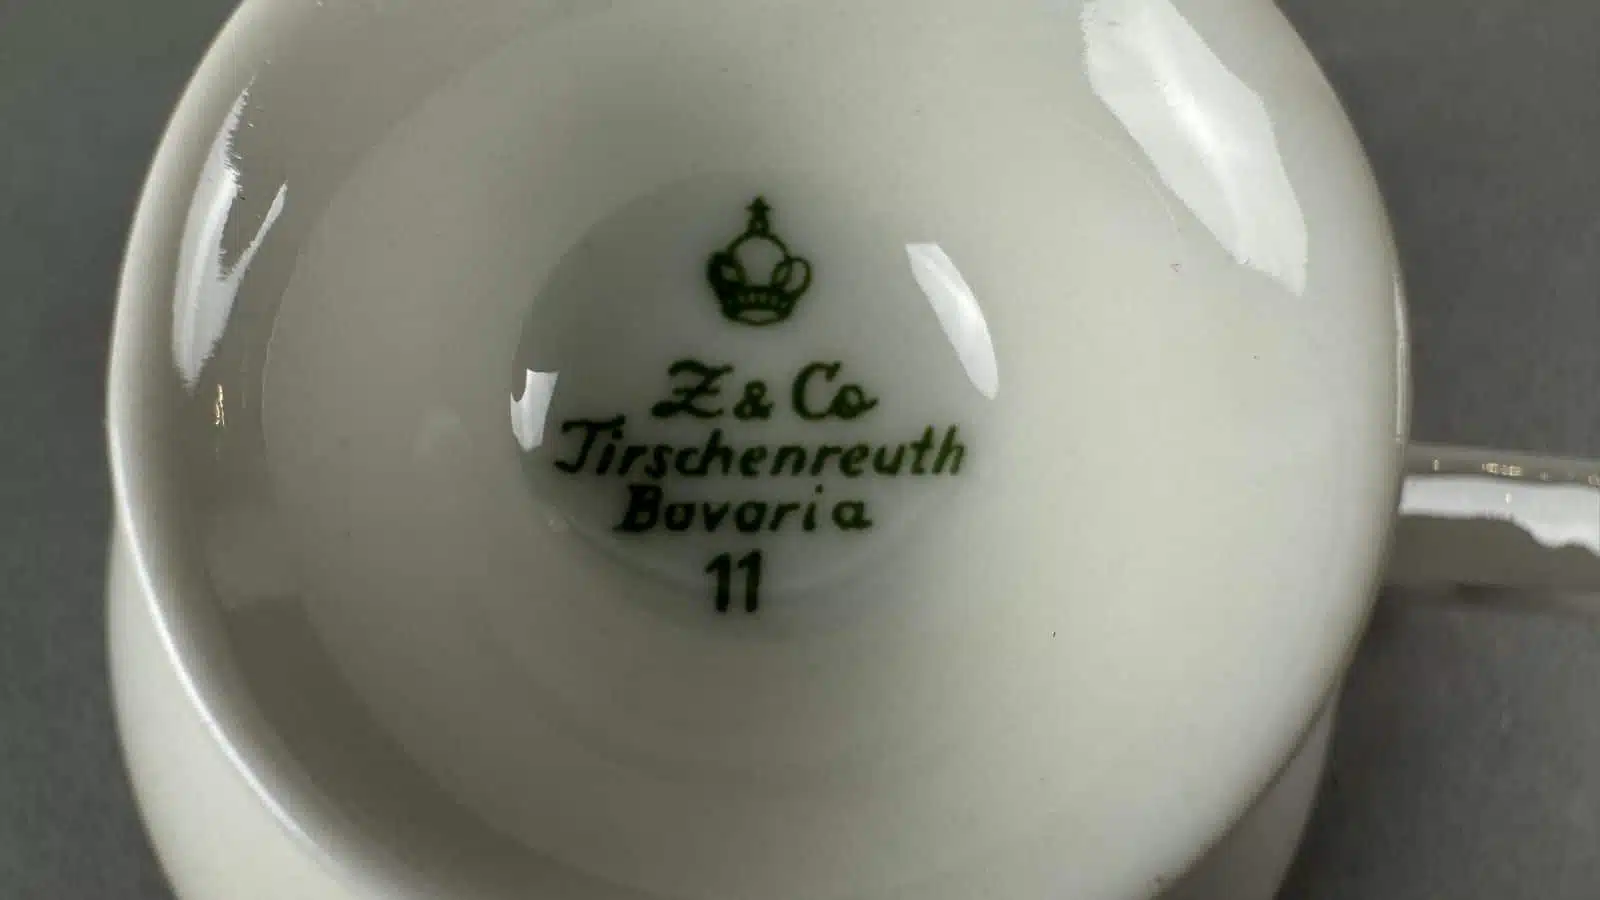 Z & Co
Tirschenreuth
Bavaria
11